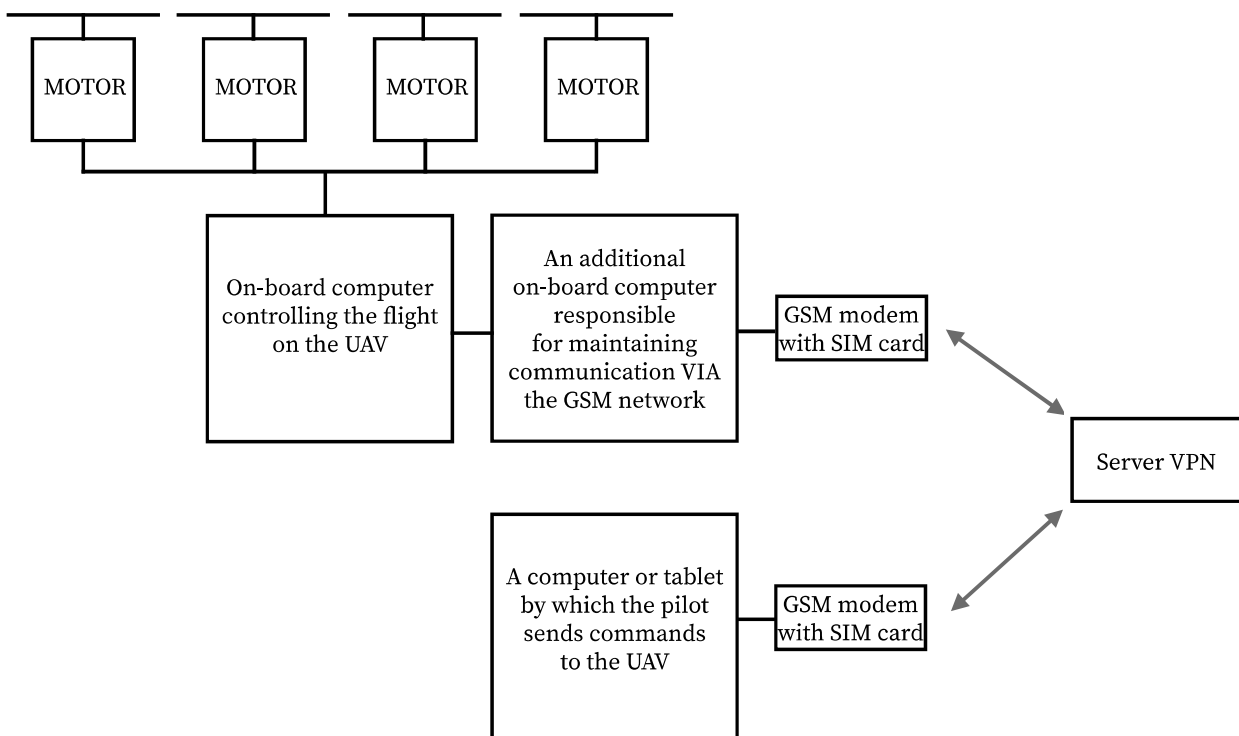 MOTOR
MOTOR
MOTOR
MOTOR
On-board computer
controlling the flight
on the UAV
An additional
on-board computer
responsible
for maintaining
communication VIA
the GSM network
GSM modem
with SIM card
Server VPN
A computer or tablet
by which the pilot
sends commands
to the UAV
GSM modem
with SIM card